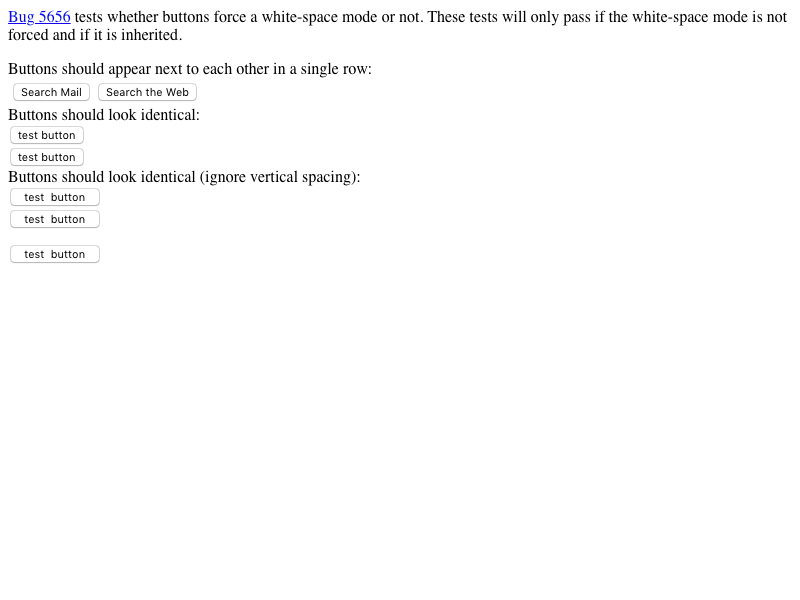 Bug 5656 tests whether buttons force a white-space mode or not. These tests will only pass if the white-space mode is not
forced and if it is inherited.
Buttons should appear next to each other in a single row:
Search Mail Search the Web
Buttons should look identical:
test button
test button
Buttons should look identical (ignore vertical spacing):
test  button
test  button
test  button